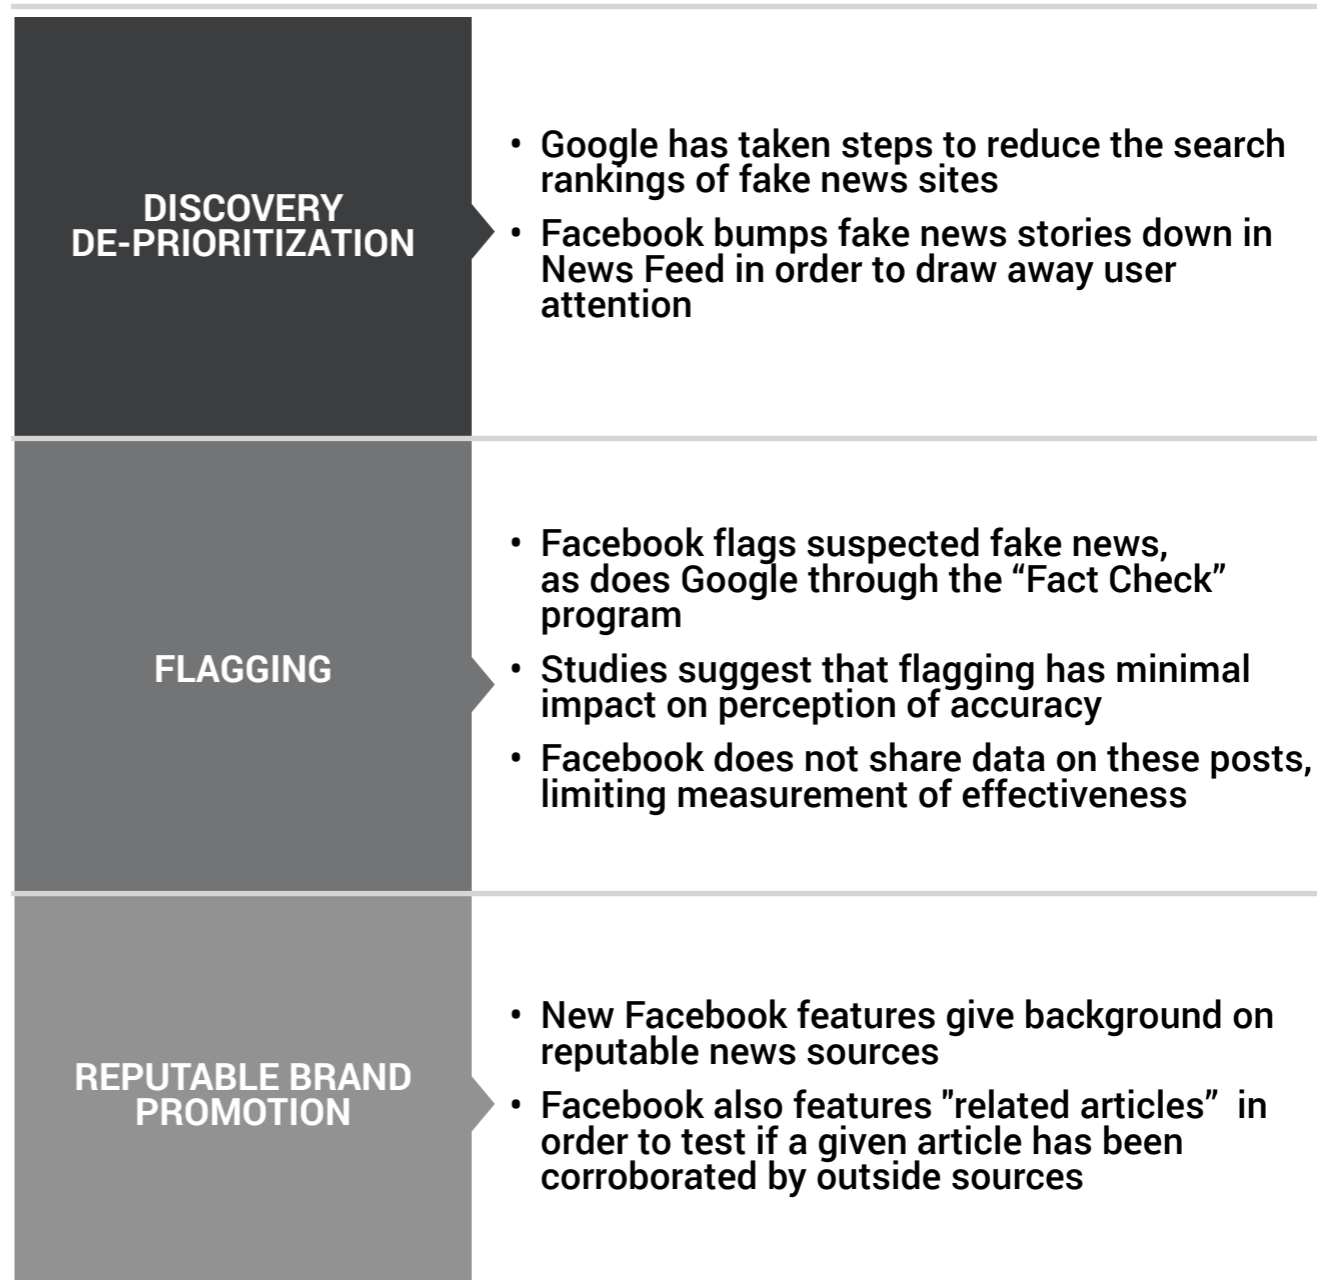 DISCOVERY
DE-PRIORITIZATION
• Google has taken steps to reduce the search
rankings of fake news sites
• Facebook bumps fake news stories down in
News Feed in order to draw away user
attention
FLAGGING
• Facebook flags suspected fake news,
as does Google through the “Fact Check”
program
• Studies suggest that flagging has minimal
impact on perception of accuracy
• Facebook does not share data on these posts,
limiting measurement of effectiveness
REPUTABLE BRAND
PROMOTION
• New Facebook features give background on
reputable news sources
• Facebook also features "related articles”  in
order to test if a given article has been
corroborated by outside sources